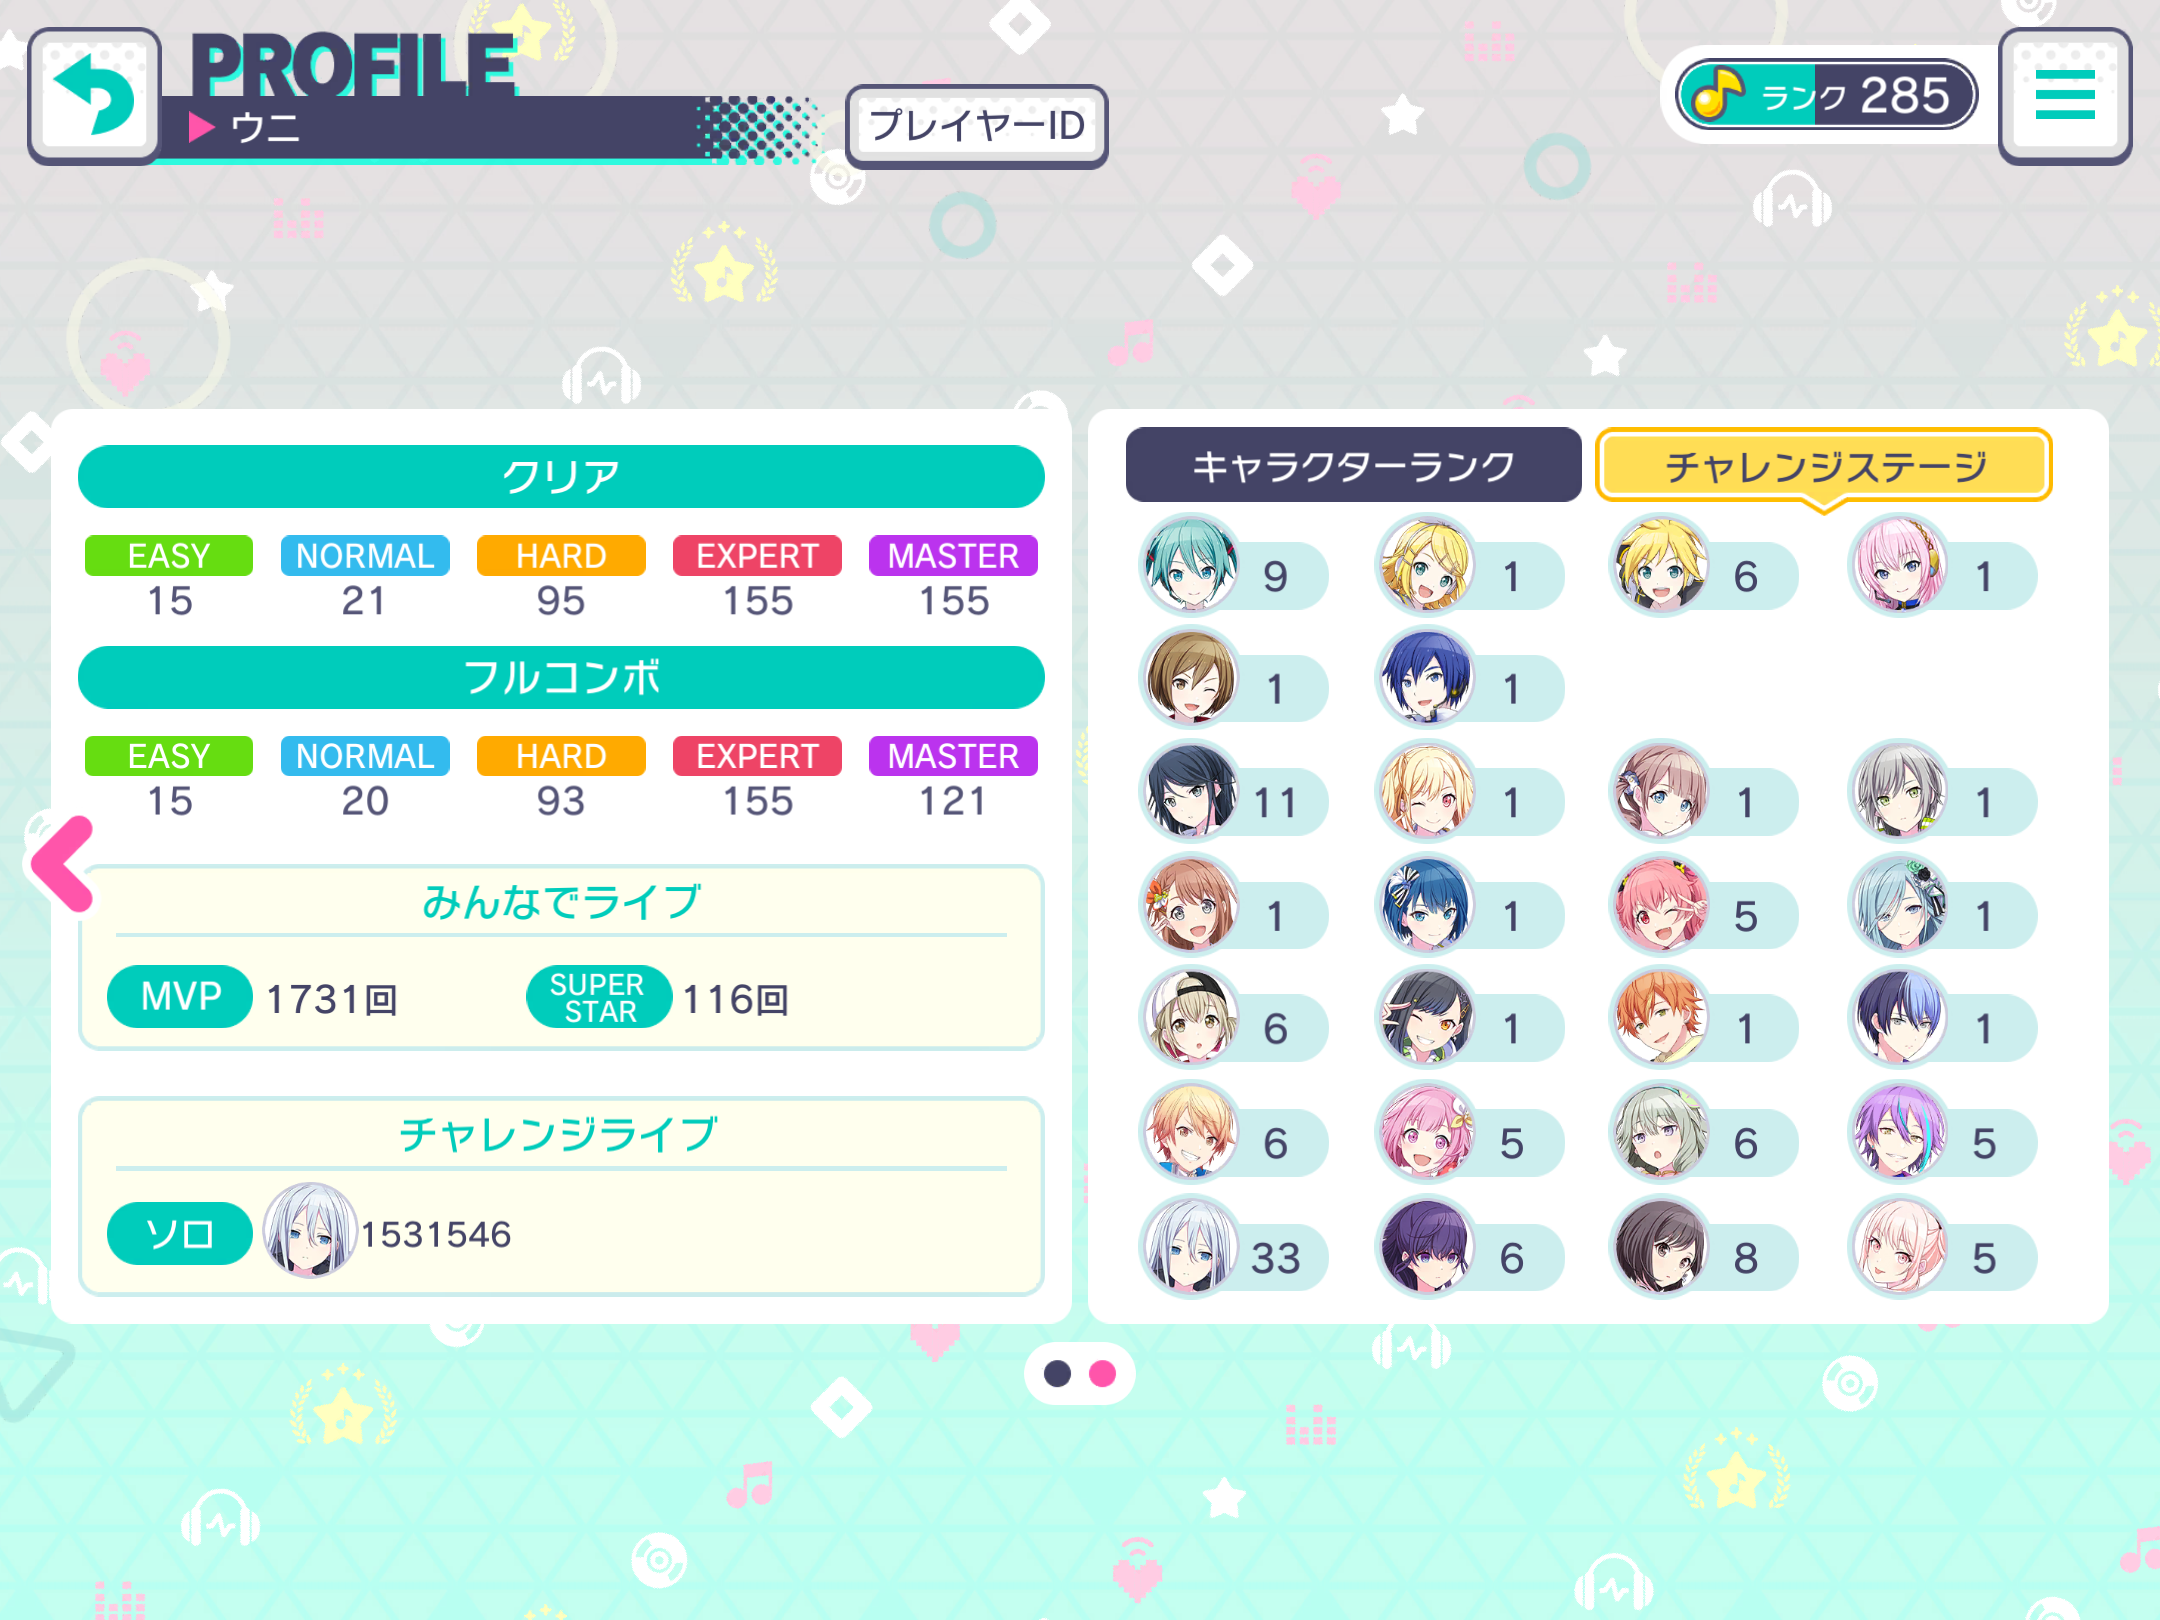 PROFILE
ウニ
プレイヤーID
ランク 285
クリア
EASY NORMAL HARD EXPERT MASTER
15 21 95 155 155
フルコンボ
EASY NORMAL HARD EXPERT MASTER
15 20 93 155 121
みんなでライブ
MVP 1731回 SUPER STAR 116回
チャレンジライブ
ソロ 1531546
キャラクターランク チャレンジステージ
9 1 6 1
1 1
11 1 1 1
1 1 5 1
6 1 1 1
6 5 6 5
33 6 8 5